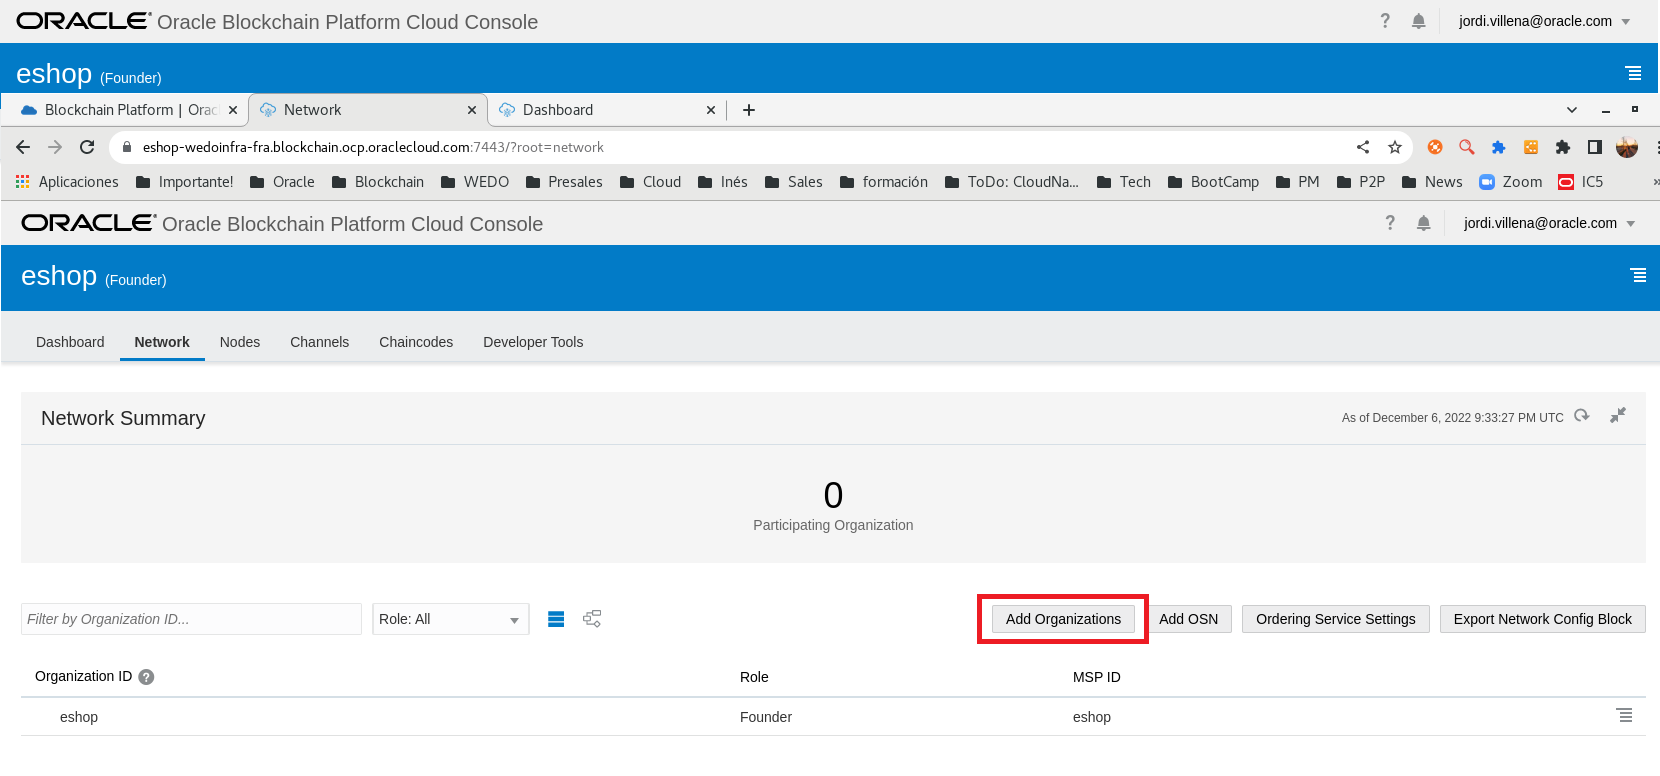 ORACLE® Oracle Blockchain Platform Cloud Console ? jordi.villena@oracle.com
eshop (Founder)
Blockchain Platform | Orac Network Dashboard
eshop-wedoinfra-fra.blockchain.ocp.oraclecloud.com:7443/?root=network
Aplicaciones Importante! Oracle Blockchain WEDO Presales Cloud Inés Sales formación ToDo: CloudNa... Tech BootCamp PM P2P News Zoom IC5 »
ORACLE® Oracle Blockchain Platform Cloud Console ? jordi.villena@oracle.com
eshop (Founder)
Dashboard Network Nodes Channels Chaincodes Developer Tools
Network Summary As of December 6, 2022 9:33:27 PM UTC
0
Participating Organization
Filter by Organization ID... Role: All Add Organizations Add OSN Ordering Service Settings Export Network Config Block
Organization ID ? Role MSP ID
eshop Founder eshop